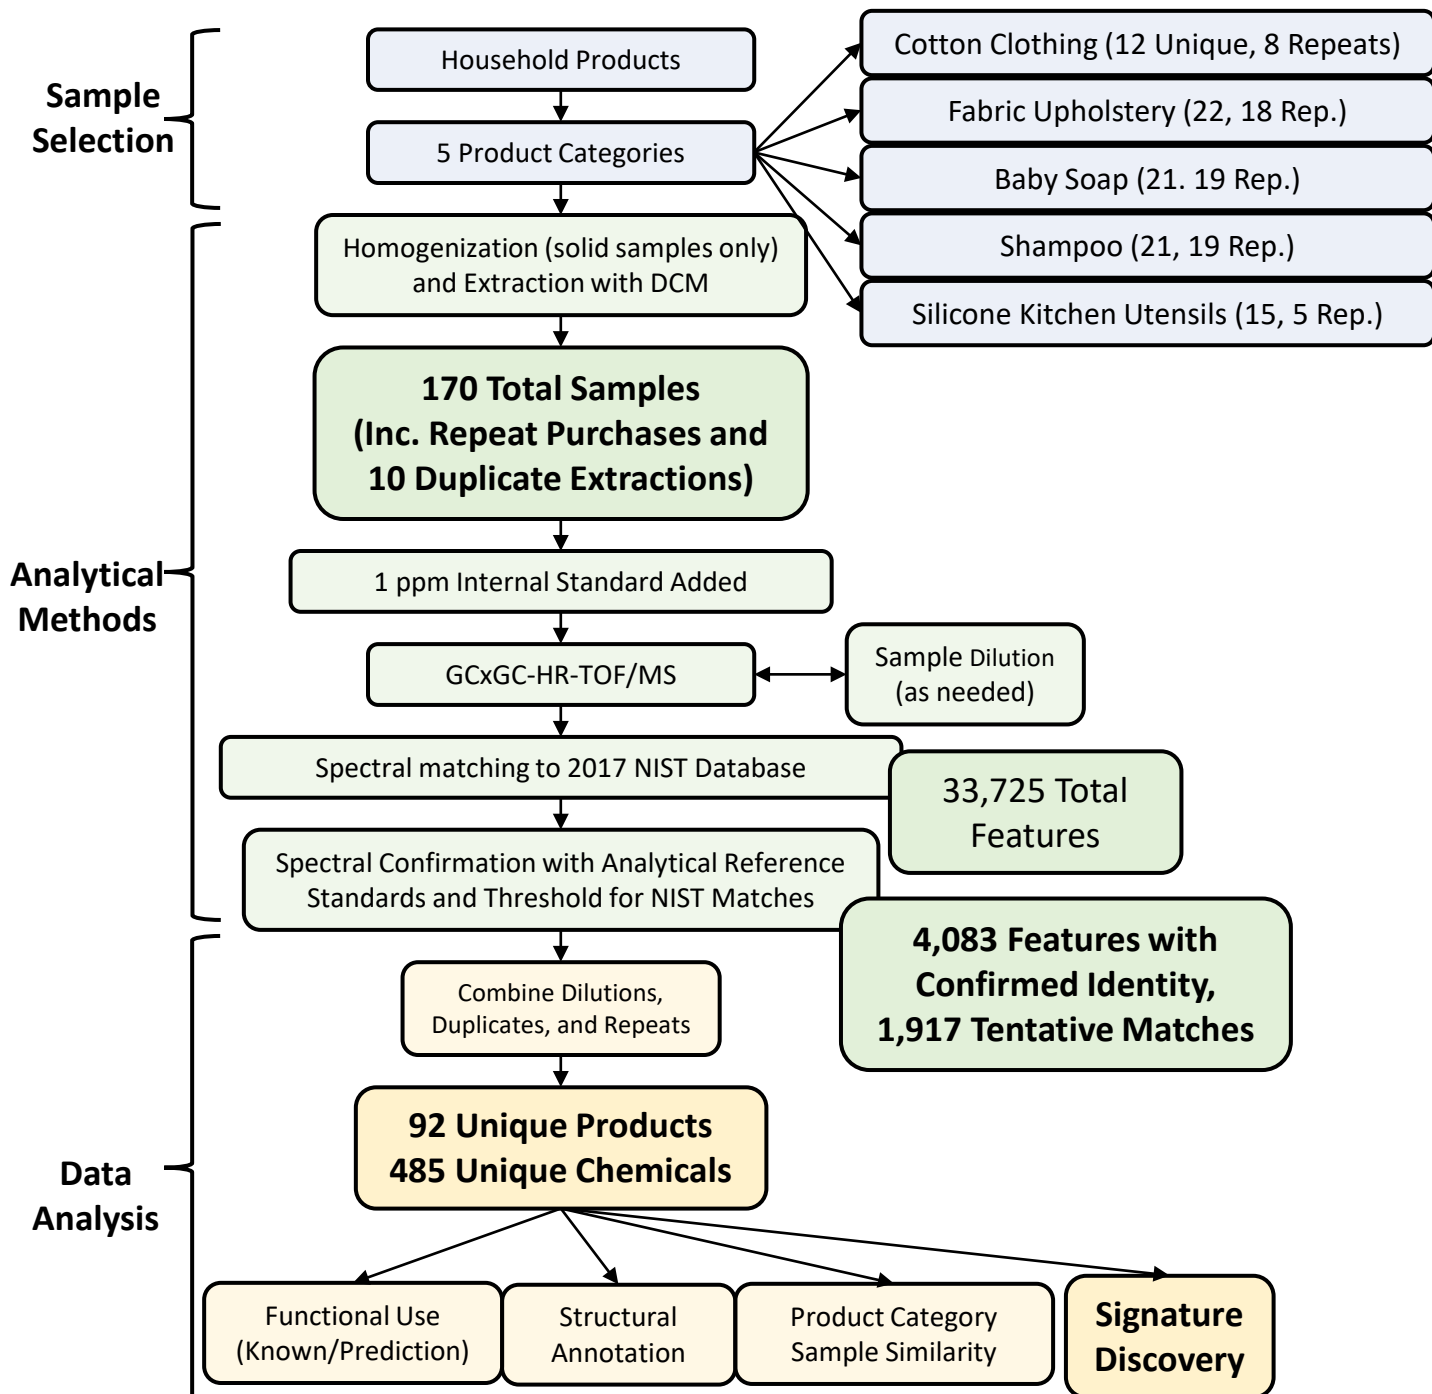 Sample
Selection
Household Products
5 Product Categories
Cotton Clothing (12 Unique, 8 Repeats)
Fabric Upholstery (22, 18 Rep.)
Baby Soap (21. 19 Rep.)
Shampoo (21, 19 Rep.)
Silicone Kitchen Utensils (15, 5 Rep.)
Analytical
Methods
Homogenization (solid samples only)
and Extraction with DCM
170 Total Samples
(Inc. Repeat Purchases and
10 Duplicate Extractions)
1 ppm Internal Standard Added
GCxGC-HR-TOF/MS
Sample Dilution
(as needed)
Spectral matching to 2017 NIST Database
33,725 Total
Features
Spectral Confirmation with Analytical Reference
Standards and Threshold for NIST Matches
4,083 Features with
Confirmed Identity,
1,917 Tentative Matches
Data
Analysis
Combine Dilutions,
Duplicates, and Repeats
92 Unique Products
485 Unique Chemicals
Functional Use
(Known/Prediction)
Structural
Annotation
Product Category
Sample Similarity
Signature
Discovery